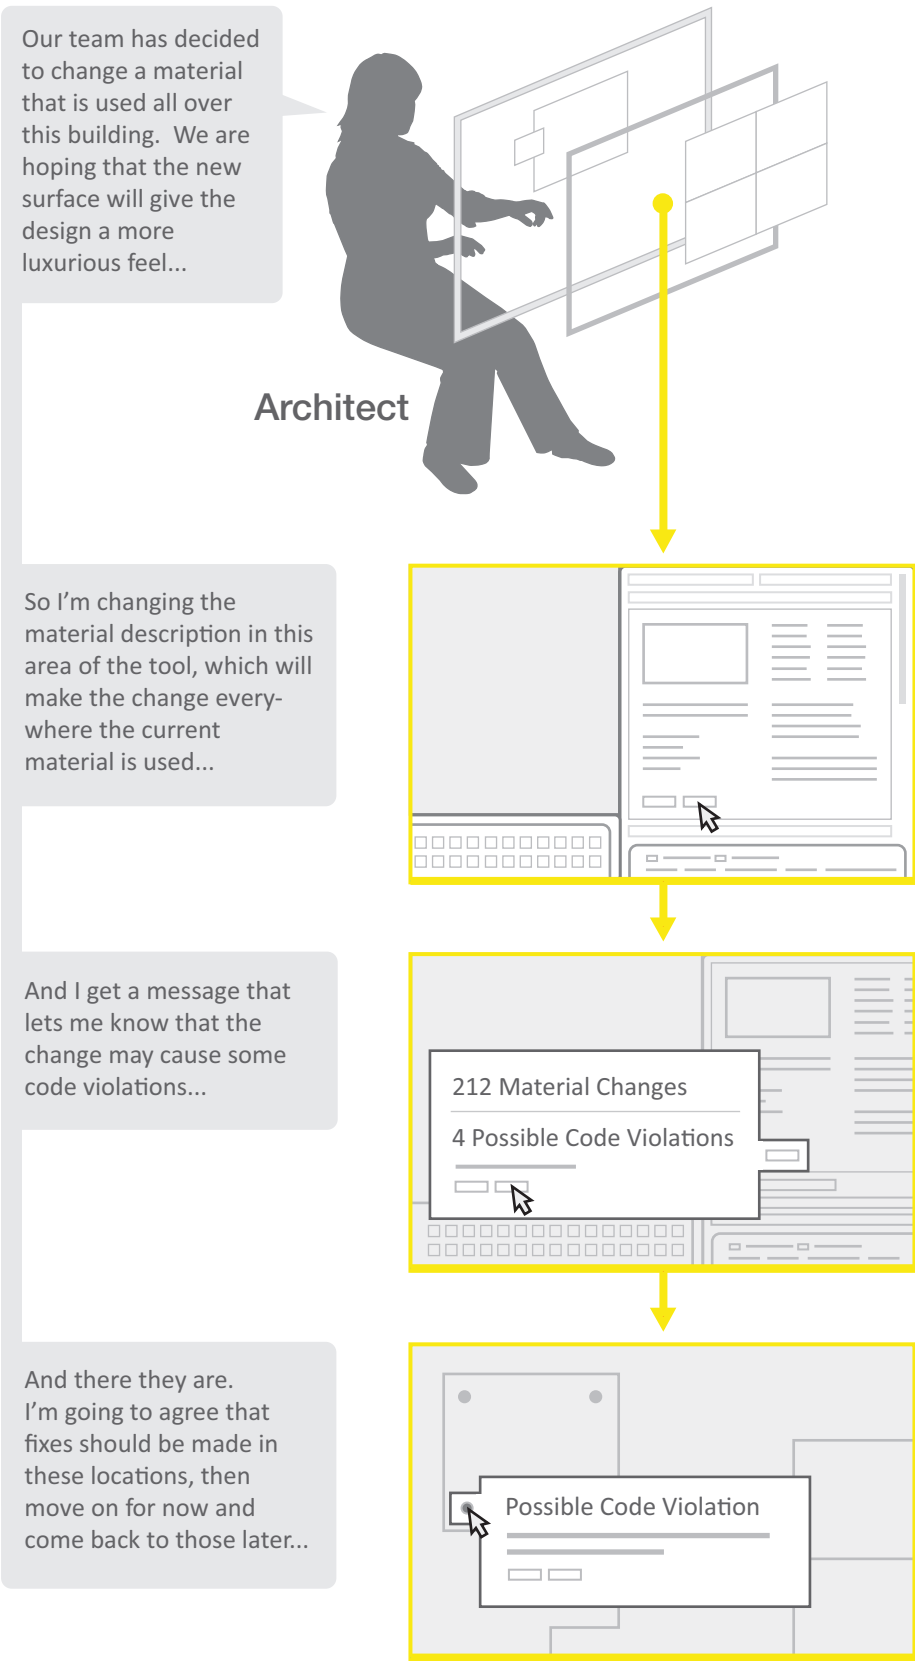 Our team has decided
to change a material
that is used all over
this building.  We are
hoping that the new
surface will give the
design a more
luxurious feel...
Architect
So I’m changing the
material description in this
area of the tool, which will
make the change every-
where the current
material is used...
And I get a message that
lets me know that the
change may cause some
code violations...
212 Material Changes
4 Possible Code Violations
And there they are.
I’m going to agree that
fixes should be made in
these locations, then
move on for now and
come back to those later...
Possible Code Violation